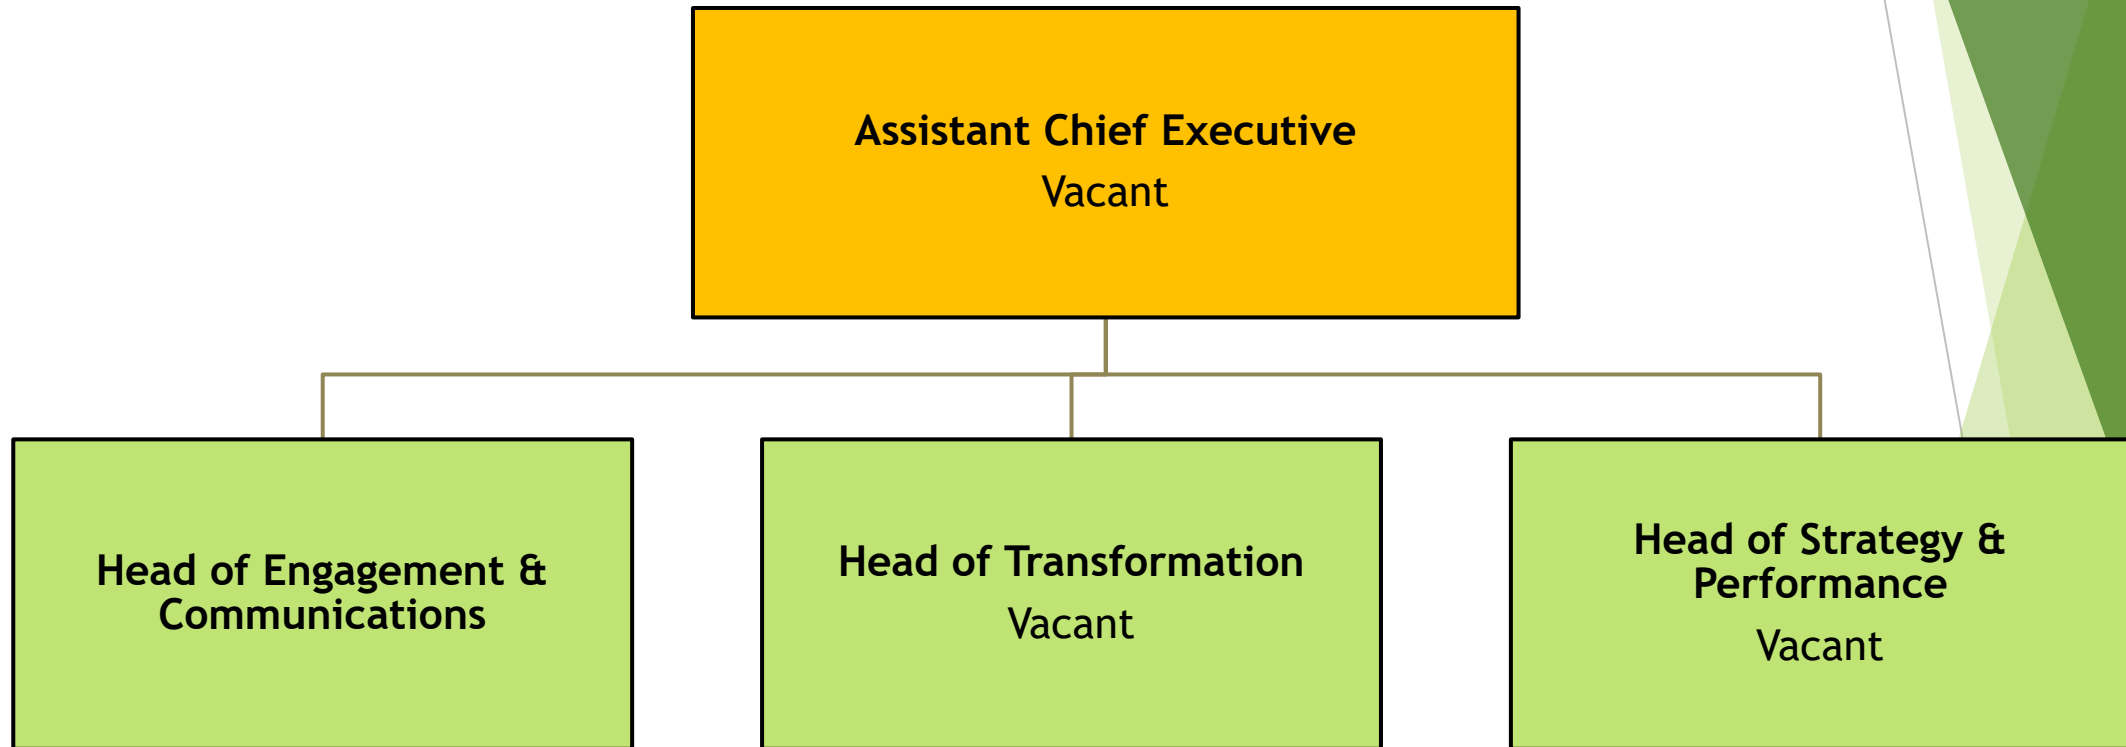 Assistant Chief Executive
Vacant
Head of Engagement &
Communications
Head of Transformation
Vacant
Head of Strategy &
Performance
Vacant